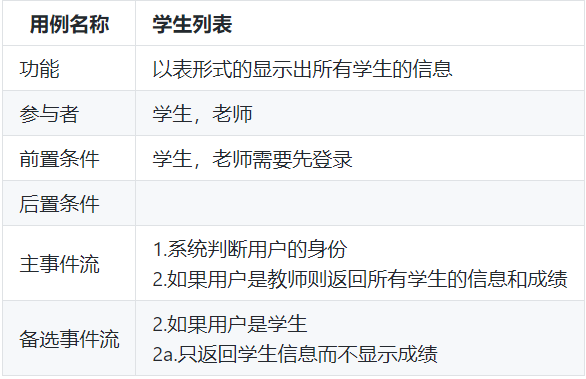 用例名称 学生列表
功能 以表形式的显示出所有学生的信息
参与者 学生，老师
前置条件 学生，老师需要先登录
后置条件
主事件流 1.系统判断用户的身份
2.如果用户是教师则返回所有学生的信息和成绩
备选事件流 2.如果用户是学生
2a.只返回学生信息而不显示成绩